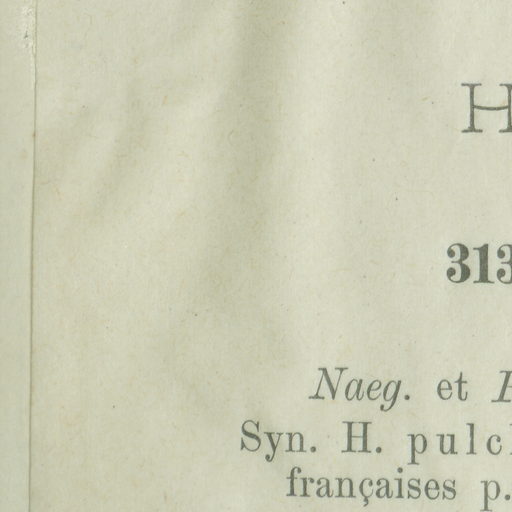 H
313
Naeg. et
Syn. H. pulc
françaises p.